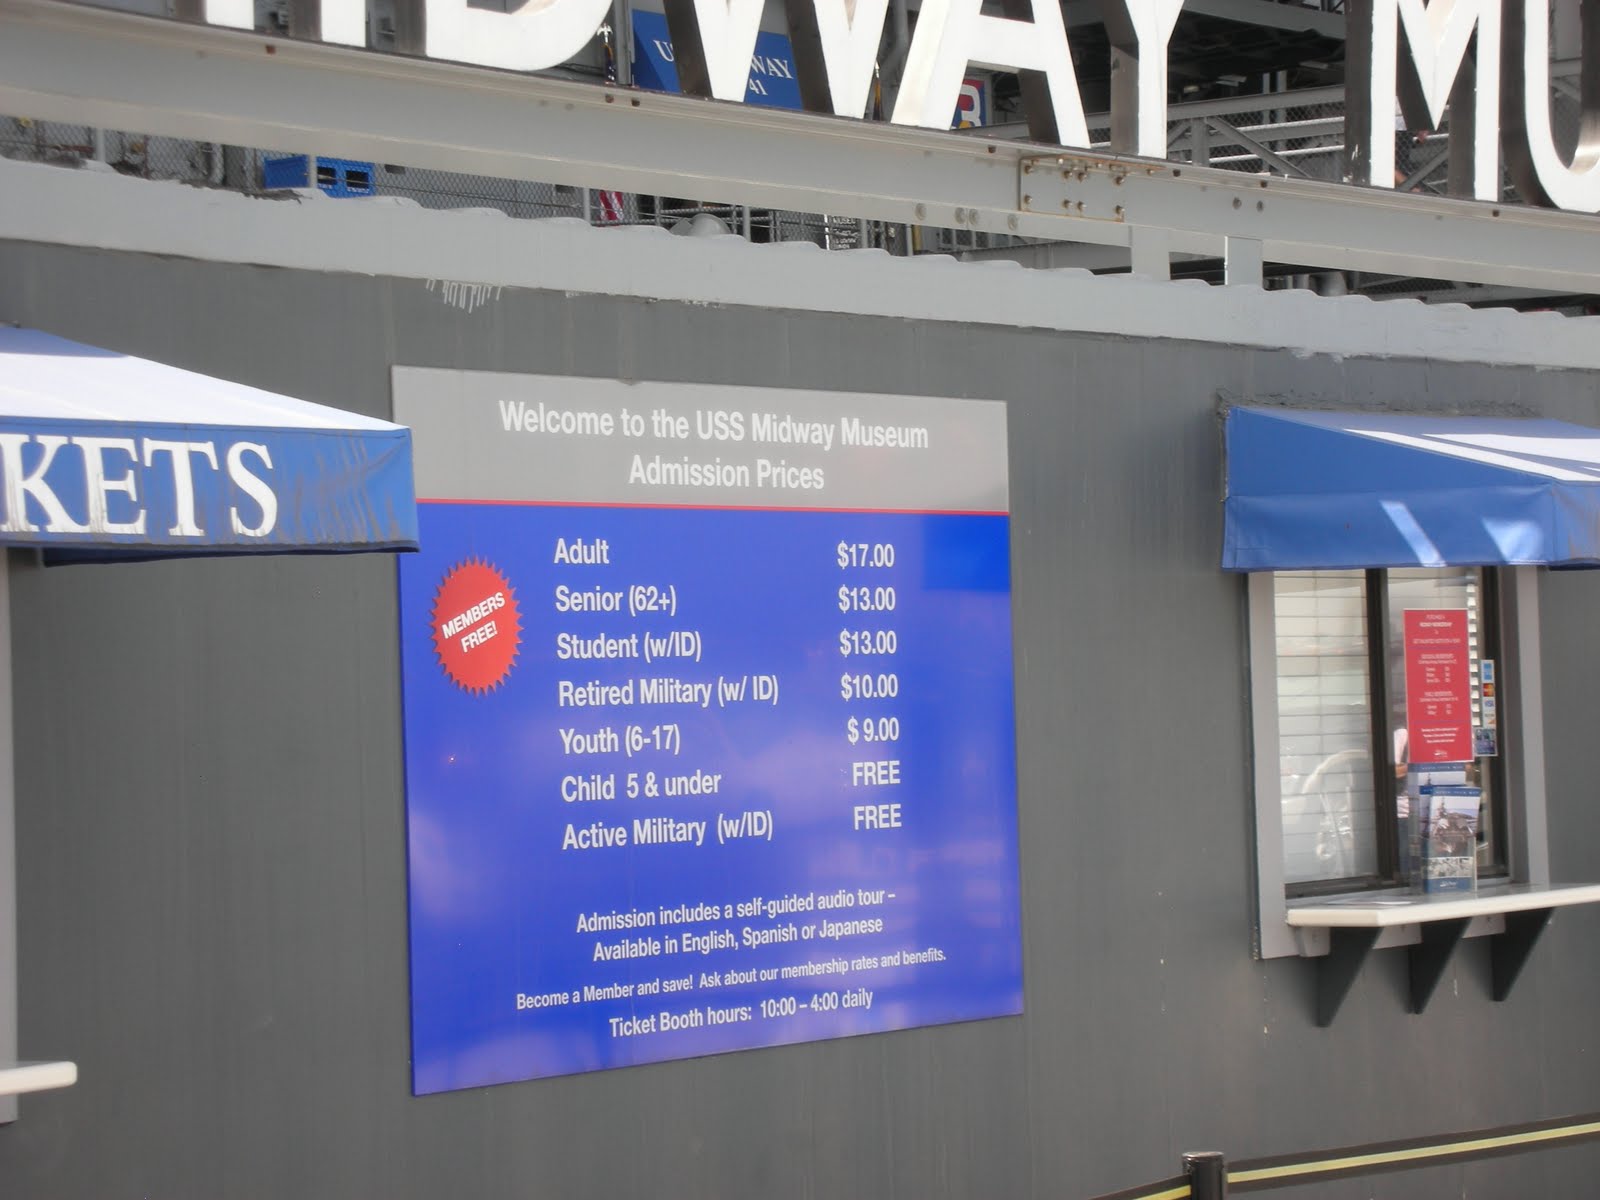 IDWAY MU
WAY
41
KETS
Welcome to the USS Midway Museum
Admission Prices
MEMBERS
FREE!
Adult $17.00
Senior (62+) $13.00
Student (w/ID) $13.00
Retired Military (w/ ID) $10.00
Youth (6-17) $ 9.00
Child 5 & under FREE
Active Military (w/ID) FREE
Admission includes a self-guided audio tour –
Available in English, Spanish or Japanese
Become a Member and save! Ask about our membership rates and benefits.
Ticket Booth hours: 10:00 – 4:00 daily
VISA